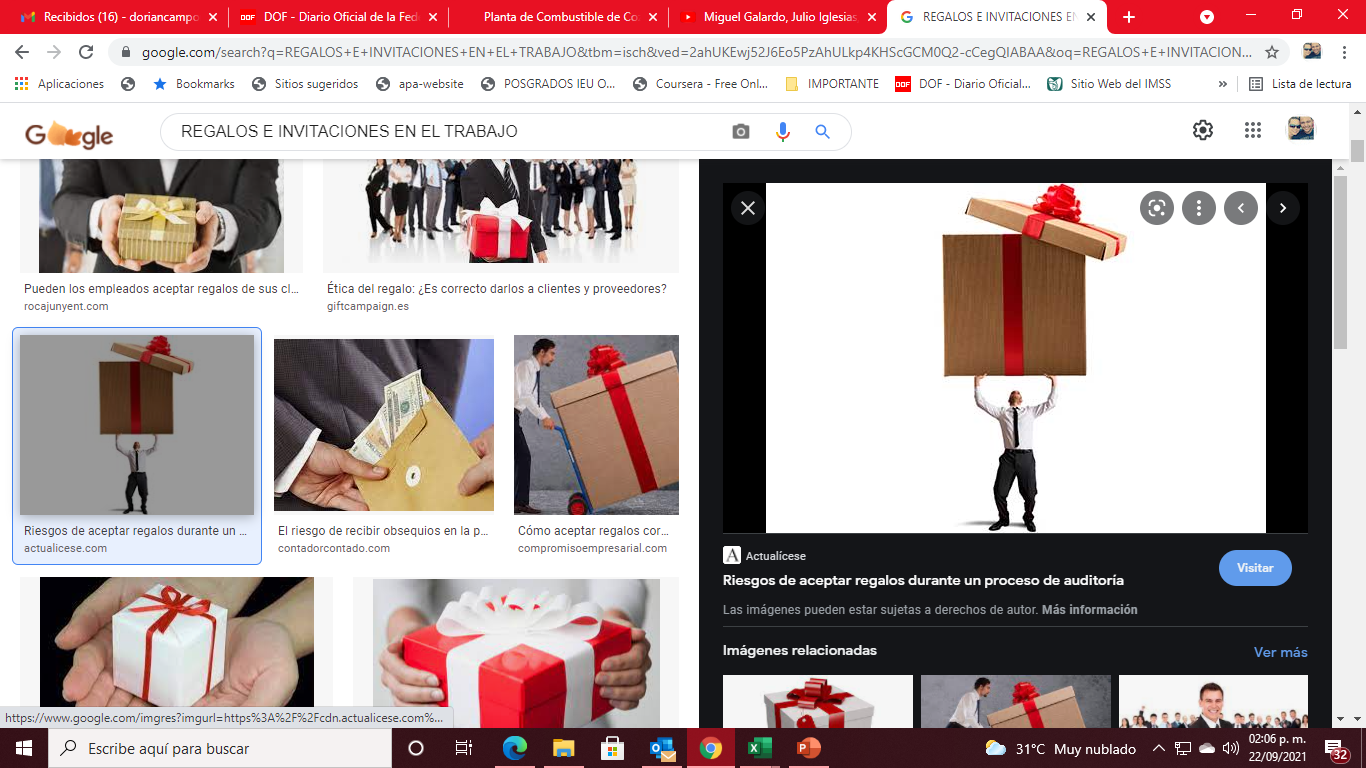 Recibidos (16) - doriancampo
DOF - Diario Oficial de la Fed
Planta de Combustible de Co
Miguel Galardo, Julio Iglesias
REGALOS E INVITACIONES EN
google.com/search?q=REGALOS+E+INVITACIONES+EN+EL+TRABAJO&tbm=isch&ved=2ahUKEwj52J6Eo5PzAhULkp4KHScGCM0Q2-cCegQIABAA&oq=REGALOS+E+INVITACION...
Aplicaciones
Bookmarks
Sitios sugeridos
apa-website
POSGRADOS IEU O...
Coursera - Free Onl...
IMPORTANTE
DOF - Diario Oficial...
Sitio Web del IMSS
»
Lista de lectura
Google
REGALOS E INVITACIONES EN EL TRABAJO
Pueden los empleados aceptar regalos de sus cl...
rocajunyent.com
Ética del regalo: ¿Es correcto darlos a clientes y proveedores?
giftcampaign.es
Riesgos de aceptar regalos durante un ...
actualicese.com
El riesgo de recibir obsequios en la p...
contadorcontado.com
Cómo aceptar regalos cor...
compromisoempresarial.com
A Actualícese
Riesgos de aceptar regalos durante un proceso de auditoría
Visitar
Las imágenes pueden estar sujetas a derechos de autor. Más información
Imágenes relacionadas
Ver más
https://www.google.com/imgres?imgurl=https%3A%2F%2Fcdn.actualicese.com%...
Escribe aquí para buscar
31°C Muy nublado
02:06 p. m.
22/09/2021
32